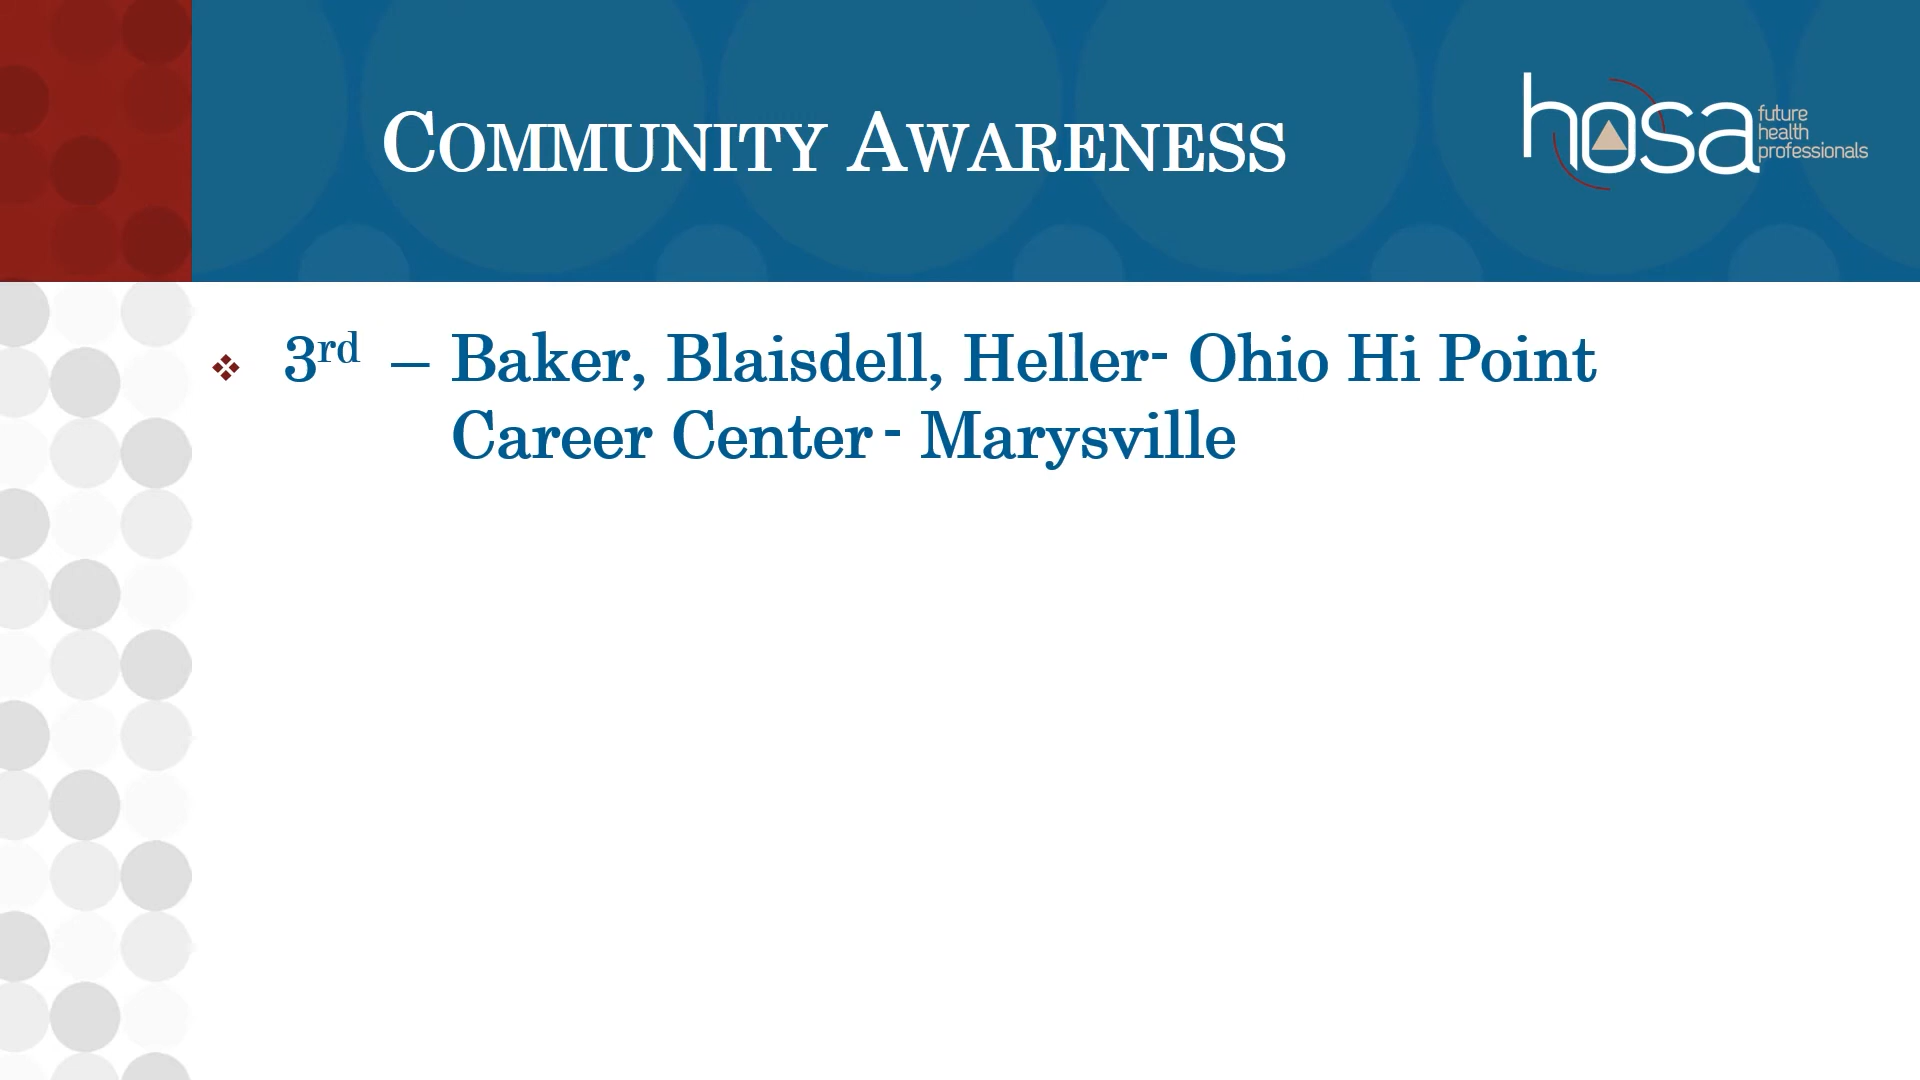 COMMUNITY AWARENESS
hosa
future
health
professionals
❖ 3rd – Baker, Blaisdell, Heller- Ohio Hi Point
Career Center - Marysville